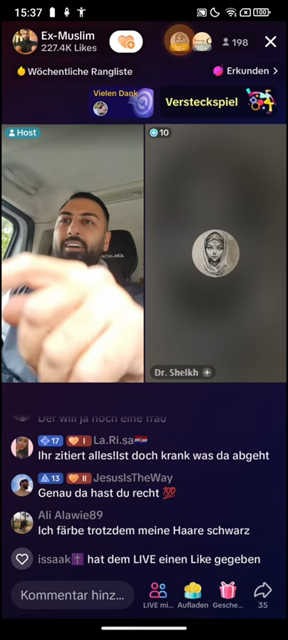 15:37
100
Ex-Muslim
227.4K Likes
10+
198
Wöchentliche Rangliste
Erkunden >
Vielen Dank
Versteckspiel
Host
10
Dr. Sheikh +
Der will ja noch eine frau
17 I La.Ri.sa
Ihr zitiert alles!Ist doch krank was da abgeht
13 II JesusIsTheWay
Genau da hast du recht 💯
Ali Alawie89
Ich färbe trotzdem meine Haare schwarz
issaak✝️ hat dem LIVE einen Like gegeben
Kommentar hinz...
LIVE mi... Aufladen Gesche... 35